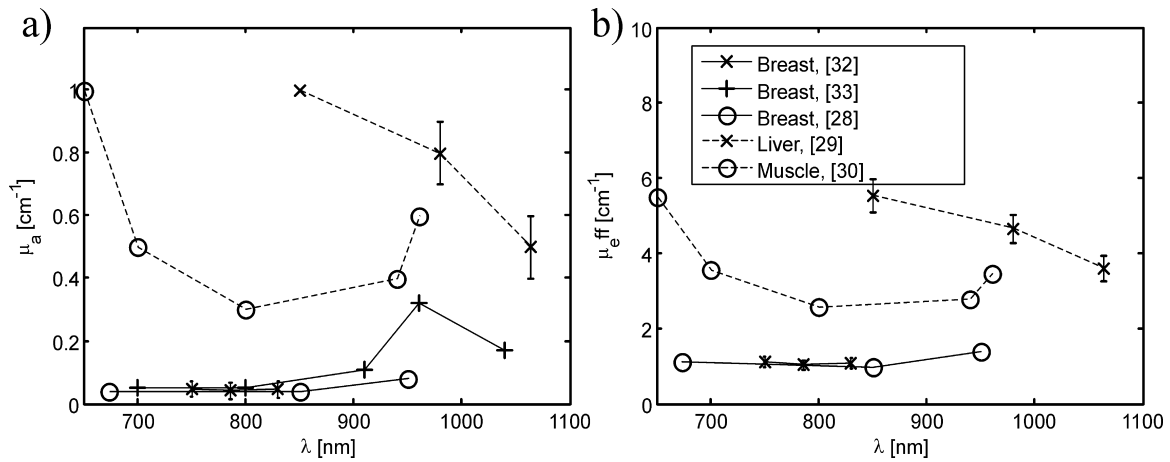 a)
1
0.8
0.6
0.4
0.2
0
700
800
900
1000
1100
μa [cm-1]
λ [nm]
b)
10
8
6
4
2
0
700
800
900
1000
1100
μeff [cm-1]
λ [nm]
Breast, [32]
Breast, [33]
Breast, [28]
Liver, [29]
Muscle, [30]